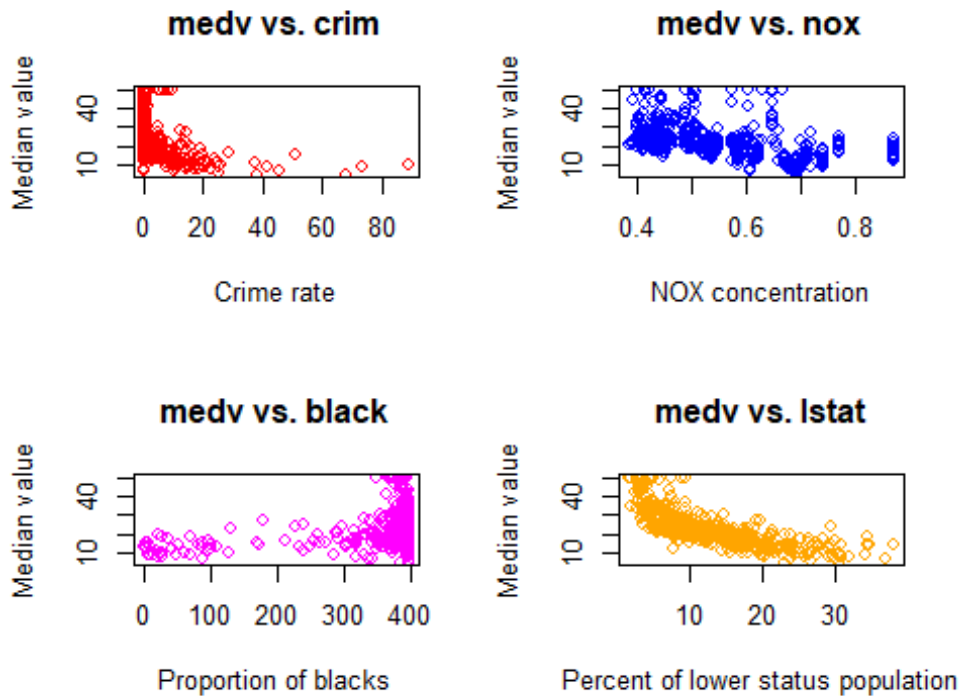 medv vs. crim
Median value
10
40
0 20 40 60 80
Crime rate
medv vs. nox
Median value
10
40
0.4 0.6 0.8
NOX concentration
medv vs. black
Median value
10
40
0 100 200 300 400
Proportion of blacks
medv vs. lstat
Median value
10
40
10 20 30
Percent of lower status population